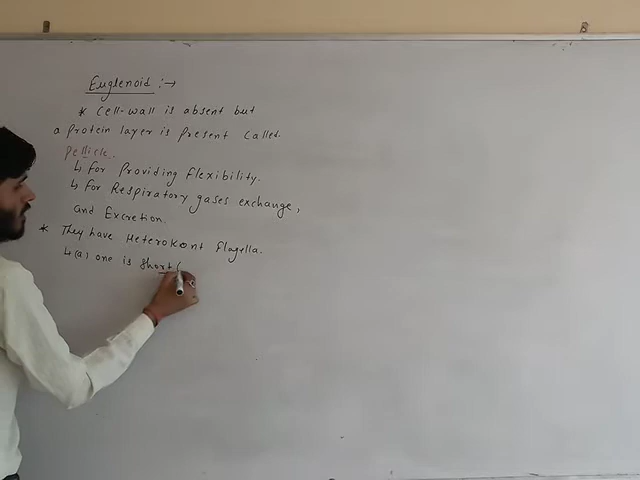 Euglenoid :→
* Cell-wall is absent but
a protein layer is present called.
Pellicle.
↳ for Providing flexibility.
↳ for Respiratory gases exchange,
and Excretion.
* They have Heterokont flagella.
↳(a) one is short (